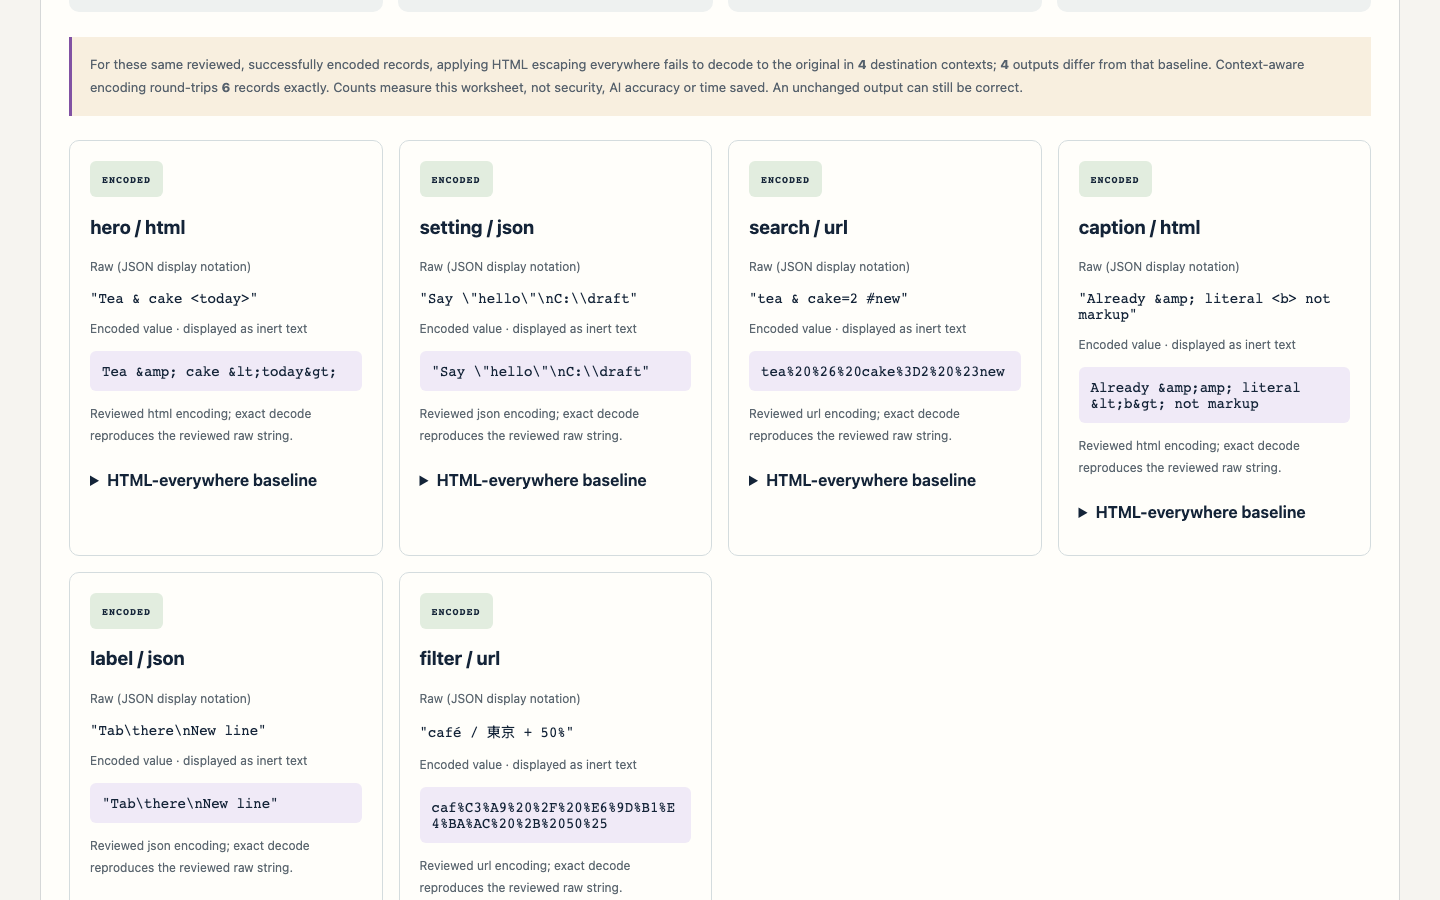 For these same reviewed, successfully encoded records, applying HTML escaping everywhere fails to decode to the original in 4 destination contexts; 4 outputs differ from that baseline. Context-aware
encoding round-trips 6 records exactly. Counts measure this worksheet, not security, AI accuracy or time saved. An unchanged output can still be correct.
ENCODED
hero / html
Raw (JSON display notation)
"Tea & cake <today>"
Encoded value · displayed as inert text
Tea &amp; cake &lt;today&gt;
Reviewed html encoding; exact decode
reproduces the reviewed raw string.
▶ HTML-everywhere baseline
ENCODED
setting / json
Raw (JSON display notation)
"Say \"hello\"\nC:\\draft"
Encoded value · displayed as inert text
"Say \"hello\"\nC:\\draft"
Reviewed json encoding; exact decode
reproduces the reviewed raw string.
▶ HTML-everywhere baseline
ENCODED
search / url
Raw (JSON display notation)
"tea & cake=2 #new"
Encoded value · displayed as inert text
tea%20%26%20cake%3D2%20%23new
Reviewed url encoding; exact decode
reproduces the reviewed raw string.
▶ HTML-everywhere baseline
ENCODED
caption / html
Raw (JSON display notation)
"Already &amp; literal <b> not
markup"
Encoded value · displayed as inert text
Already &amp;amp; literal
&lt;b&gt; not markup
Reviewed html encoding; exact decode
reproduces the reviewed raw string.
▶ HTML-everywhere baseline
ENCODED
label / json
Raw (JSON display notation)
"Tab\there\nNew line"
Encoded value · displayed as inert text
"Tab\there\nNew line"
Reviewed json encoding; exact decode
reproduces the reviewed raw string.
ENCODED
filter / url
Raw (JSON display notation)
"café / 東京 + 50%"
Encoded value · displayed as inert text
caf%C3%A9%20%2F%20%E6%9D%B1%E
4%BA%AC%20%2B%2050%25
Reviewed url encoding; exact decode
reproduces the reviewed raw string.